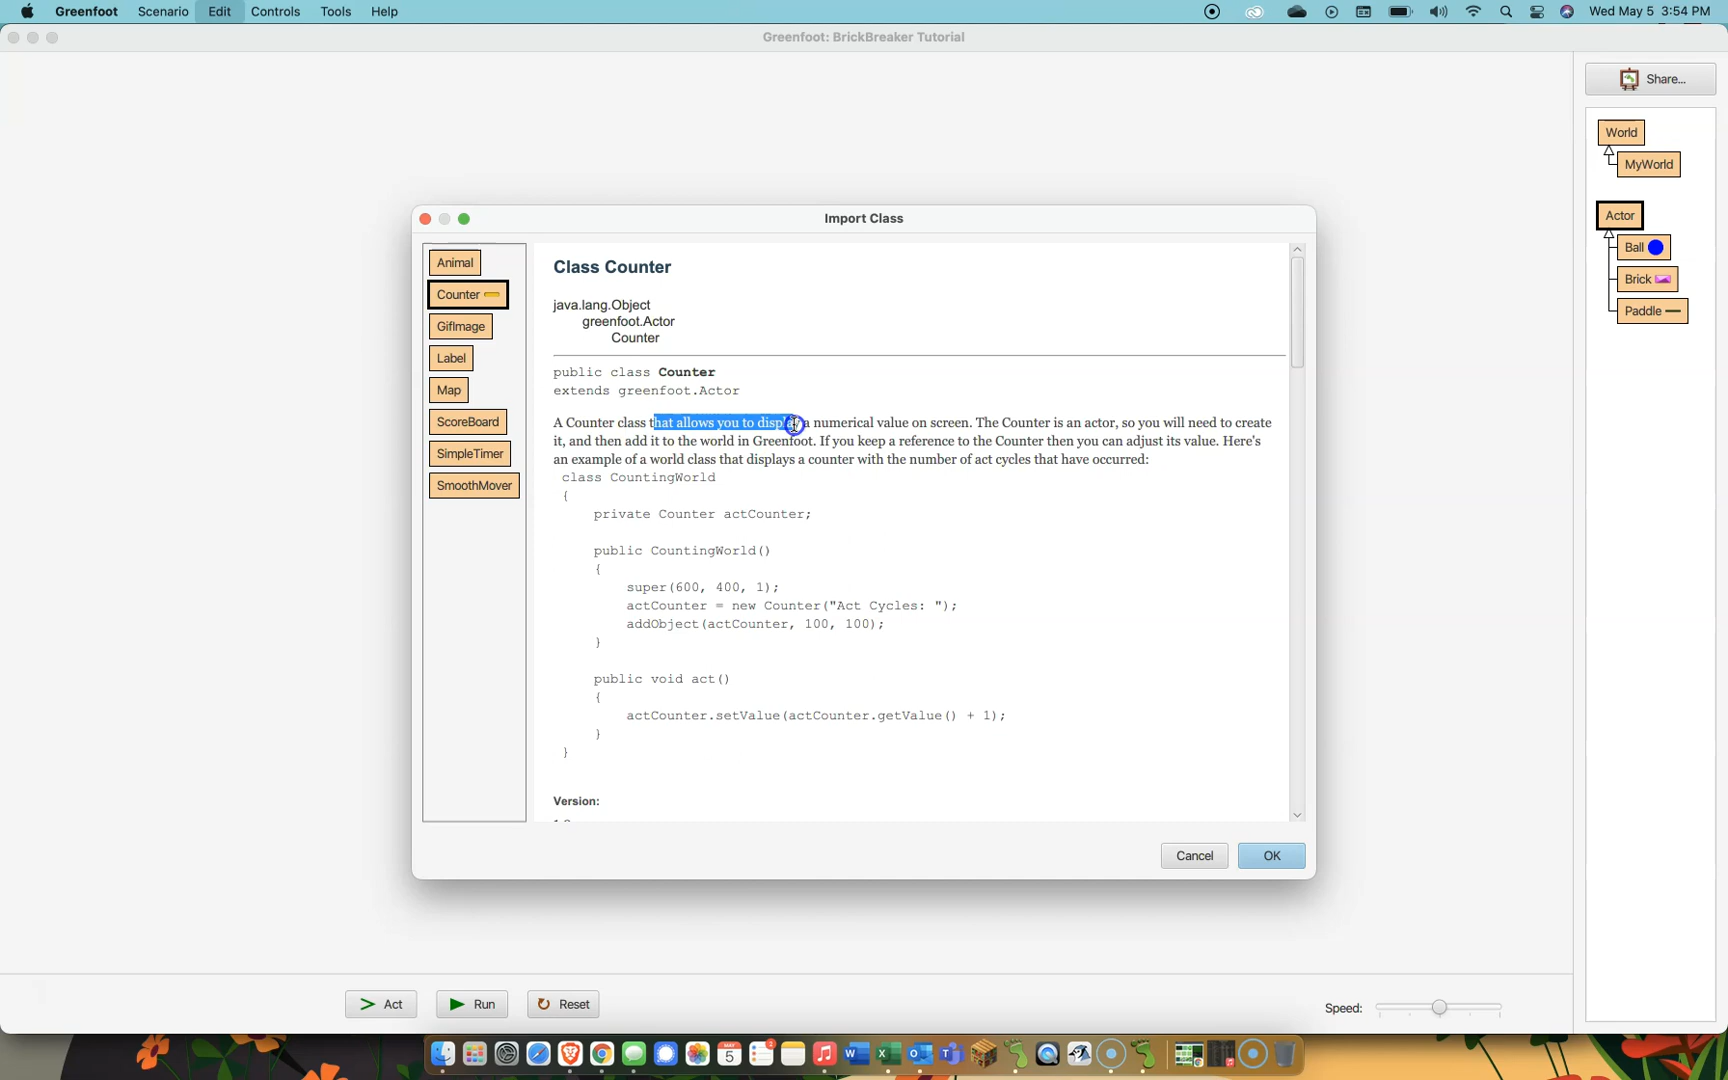 Greenfoot Scenario Edit Controls Tools Help Wed May 5 3:54 PM
Greenfoot: BrickBreaker Tutorial
Share...
World
MyWorld
Actor
Ball
Brick
Paddle
Import Class
Animal
Counter
GifImage
Label
Map
ScoreBoard
SimpleTimer
SmoothMover
Class Counter
java.lang.Object
greenfoot.Actor
Counter
public class Counter
extends greenfoot.Actor
A Counter class that allows you to display a numerical value on screen. The Counter is an actor, so you will need to create
it, and then add it to the world in Greenfoot. If you keep a reference to the Counter then you can adjust its value. Here's
an example of a world class that displays a counter with the number of act cycles that have occurred:
class CountingWorld
{
private Counter actCounter;
public CountingWorld()
{
super(600, 400, 1);
actCounter = new Counter("Act Cycles: ");
addObject(actCounter, 100, 100);
}
public void act()
{
actCounter.setValue(actCounter.getValue() + 1);
}
}
Version:
Cancel OK
Act Run Reset Speed:
MAY
5